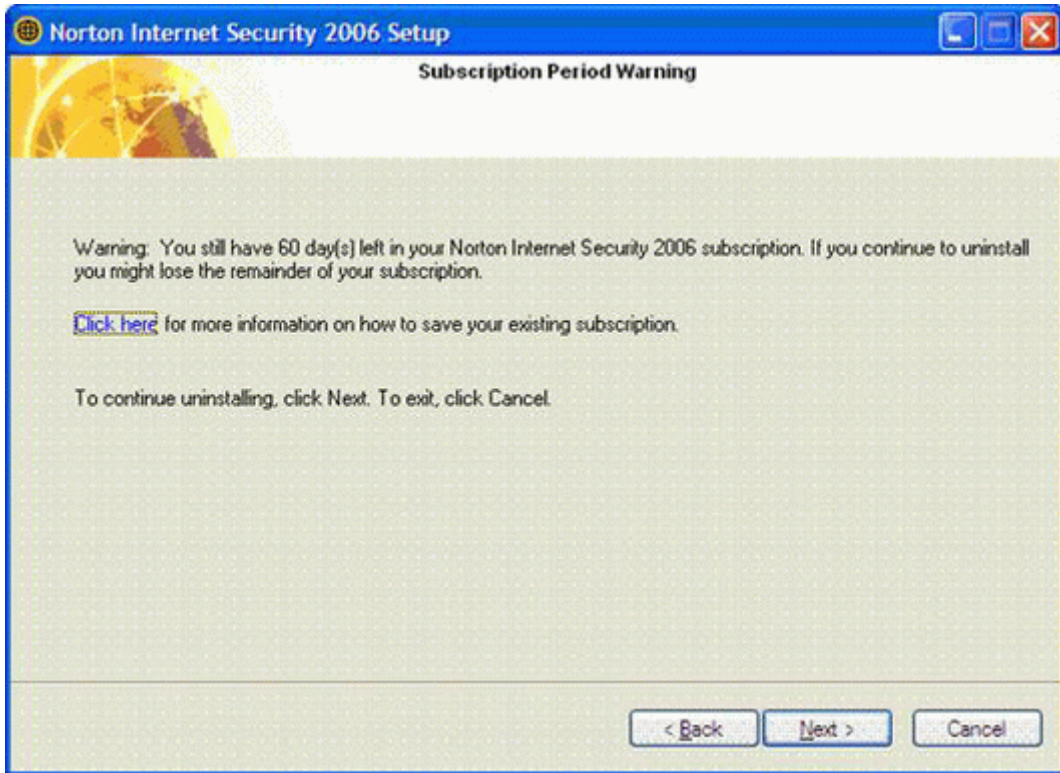 Norton Internet Security 2006 Setup
Subscription Period Warning
Warning: You still have 60 day(s) left in your Norton Internet Security 2006 subscription. If you continue to uninstall
you might lose the remainder of your subscription.
Click here for more information on how to save your existing subscription.
To continue uninstalling, click Next. To exit, click Cancel.
< Back Next > Cancel